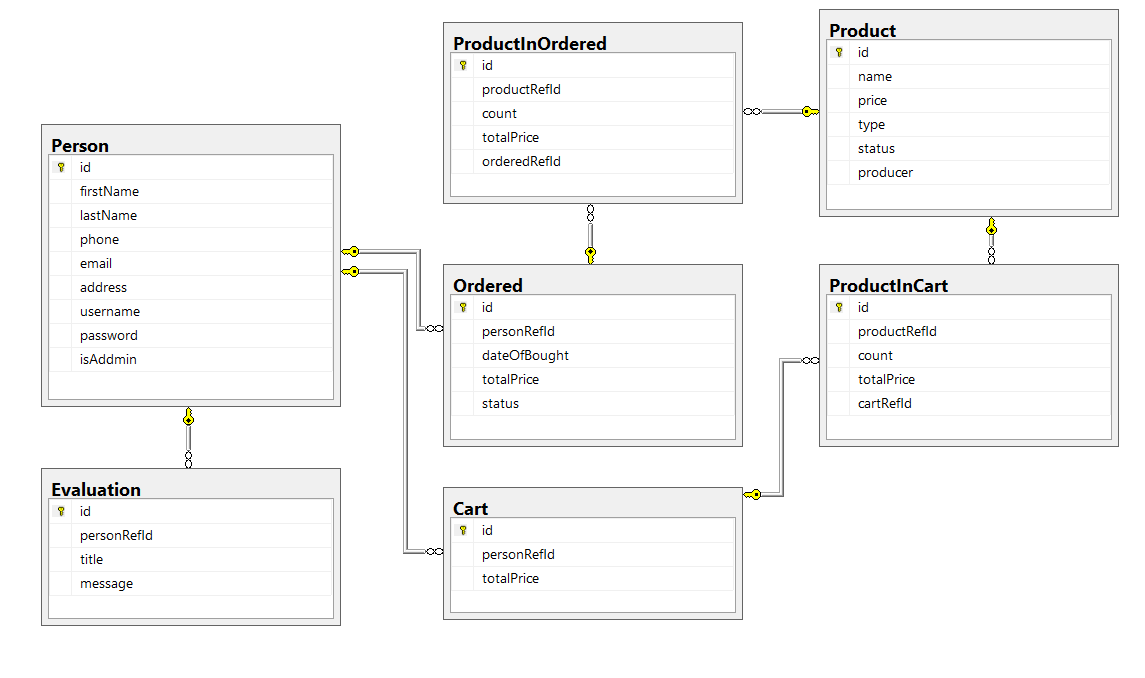 Person
id
firstName
lastName
phone
email
address
username
password
isAddmin
Evaluation
id
personRefId
title
message
ProductInOrdered
id
productRefId
count
totalPrice
orderedRefId
Ordered
id
personRefId
dateOfBought
totalPrice
status
Cart
id
personRefId
totalPrice
Product
id
name
price
type
status
producer
ProductInCart
id
productRefId
count
totalPrice
cartRefId